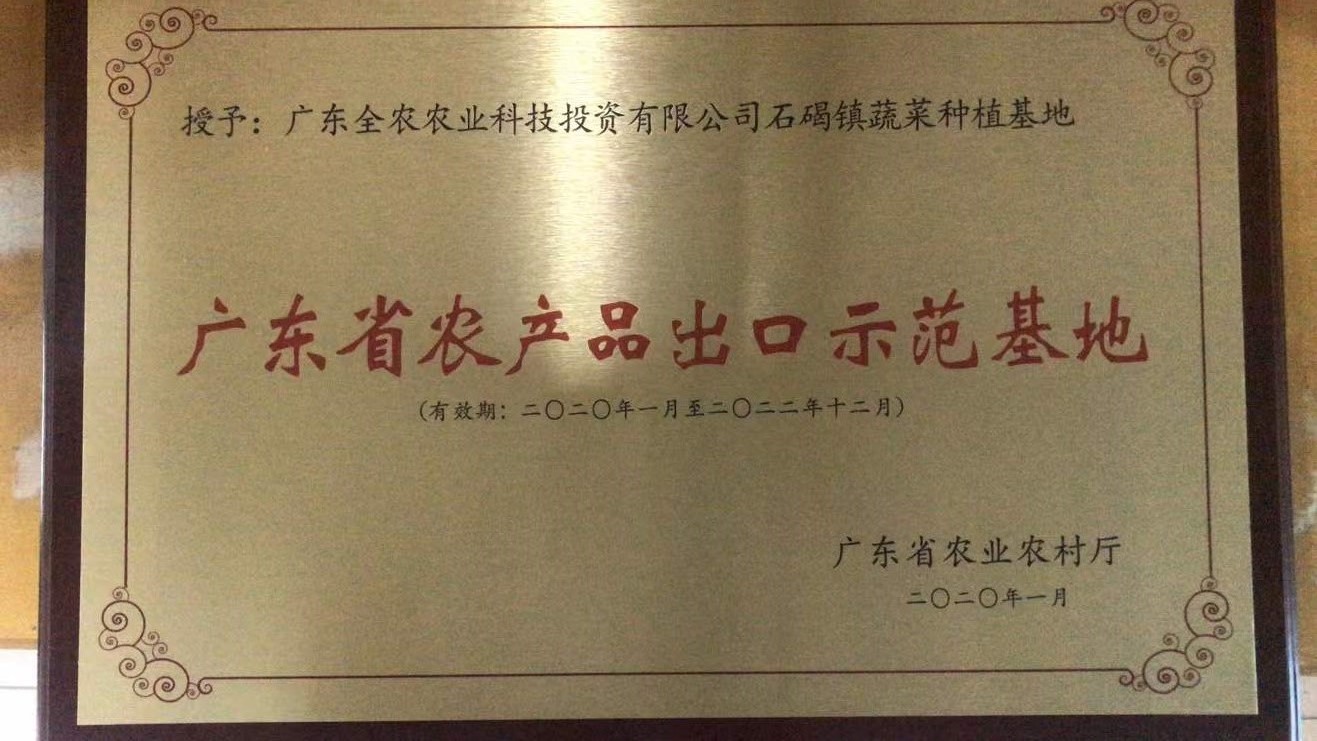 授予：广东全农农业科技投资有限公司石碣镇蔬菜种植基地
广东省农产品出口示范基地
(有效期：二〇二〇年一月至二〇二二年十二月)
广东省农业农村厅
二〇二〇年一月